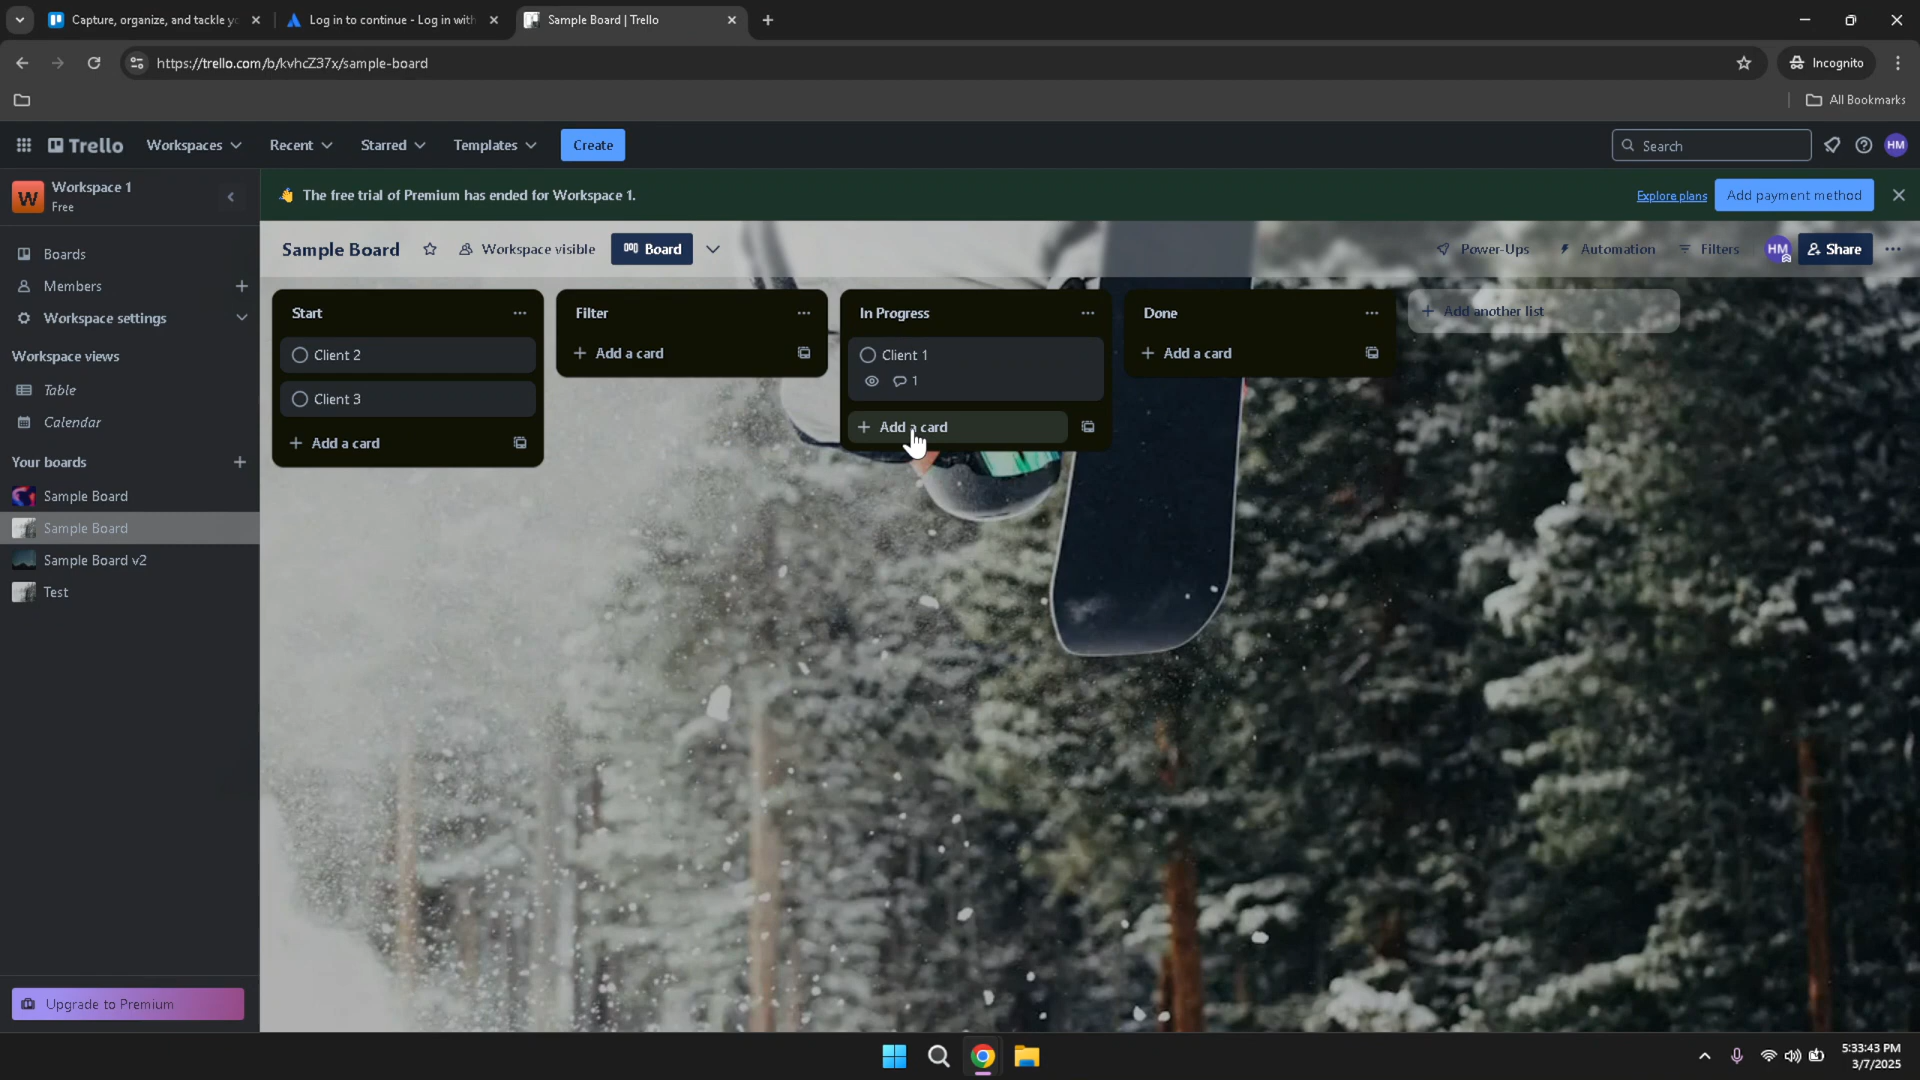 Capture, organize, and tackle yo
Log in to continue - Log in with
Sample Board | Trello
https://trello.com/b/kvhcZ37x/sample-board
Incognito
All Bookmarks
Trello
Workspaces
Recent
Starred
Templates
Create
Search
HM
W
Workspace 1
Free
👋 The free trial of Premium has ended for Workspace 1.
Explore plans
Add payment method
Boards
Members
Workspace settings
Workspace views
Table
Calendar
Your boards
Sample Board
Sample Board
Sample Board v2
Test
Upgrade to Premium
Sample Board
Workspace visible
Board
Power-Ups
Automation
Filters
HM
Share
Start
Client 2
Client 3
Add a card
Filter
Add a card
In Progress
Client 1
1
Add a card
Done
Add a card
Add another list
5:33:43 PM
3/7/2025